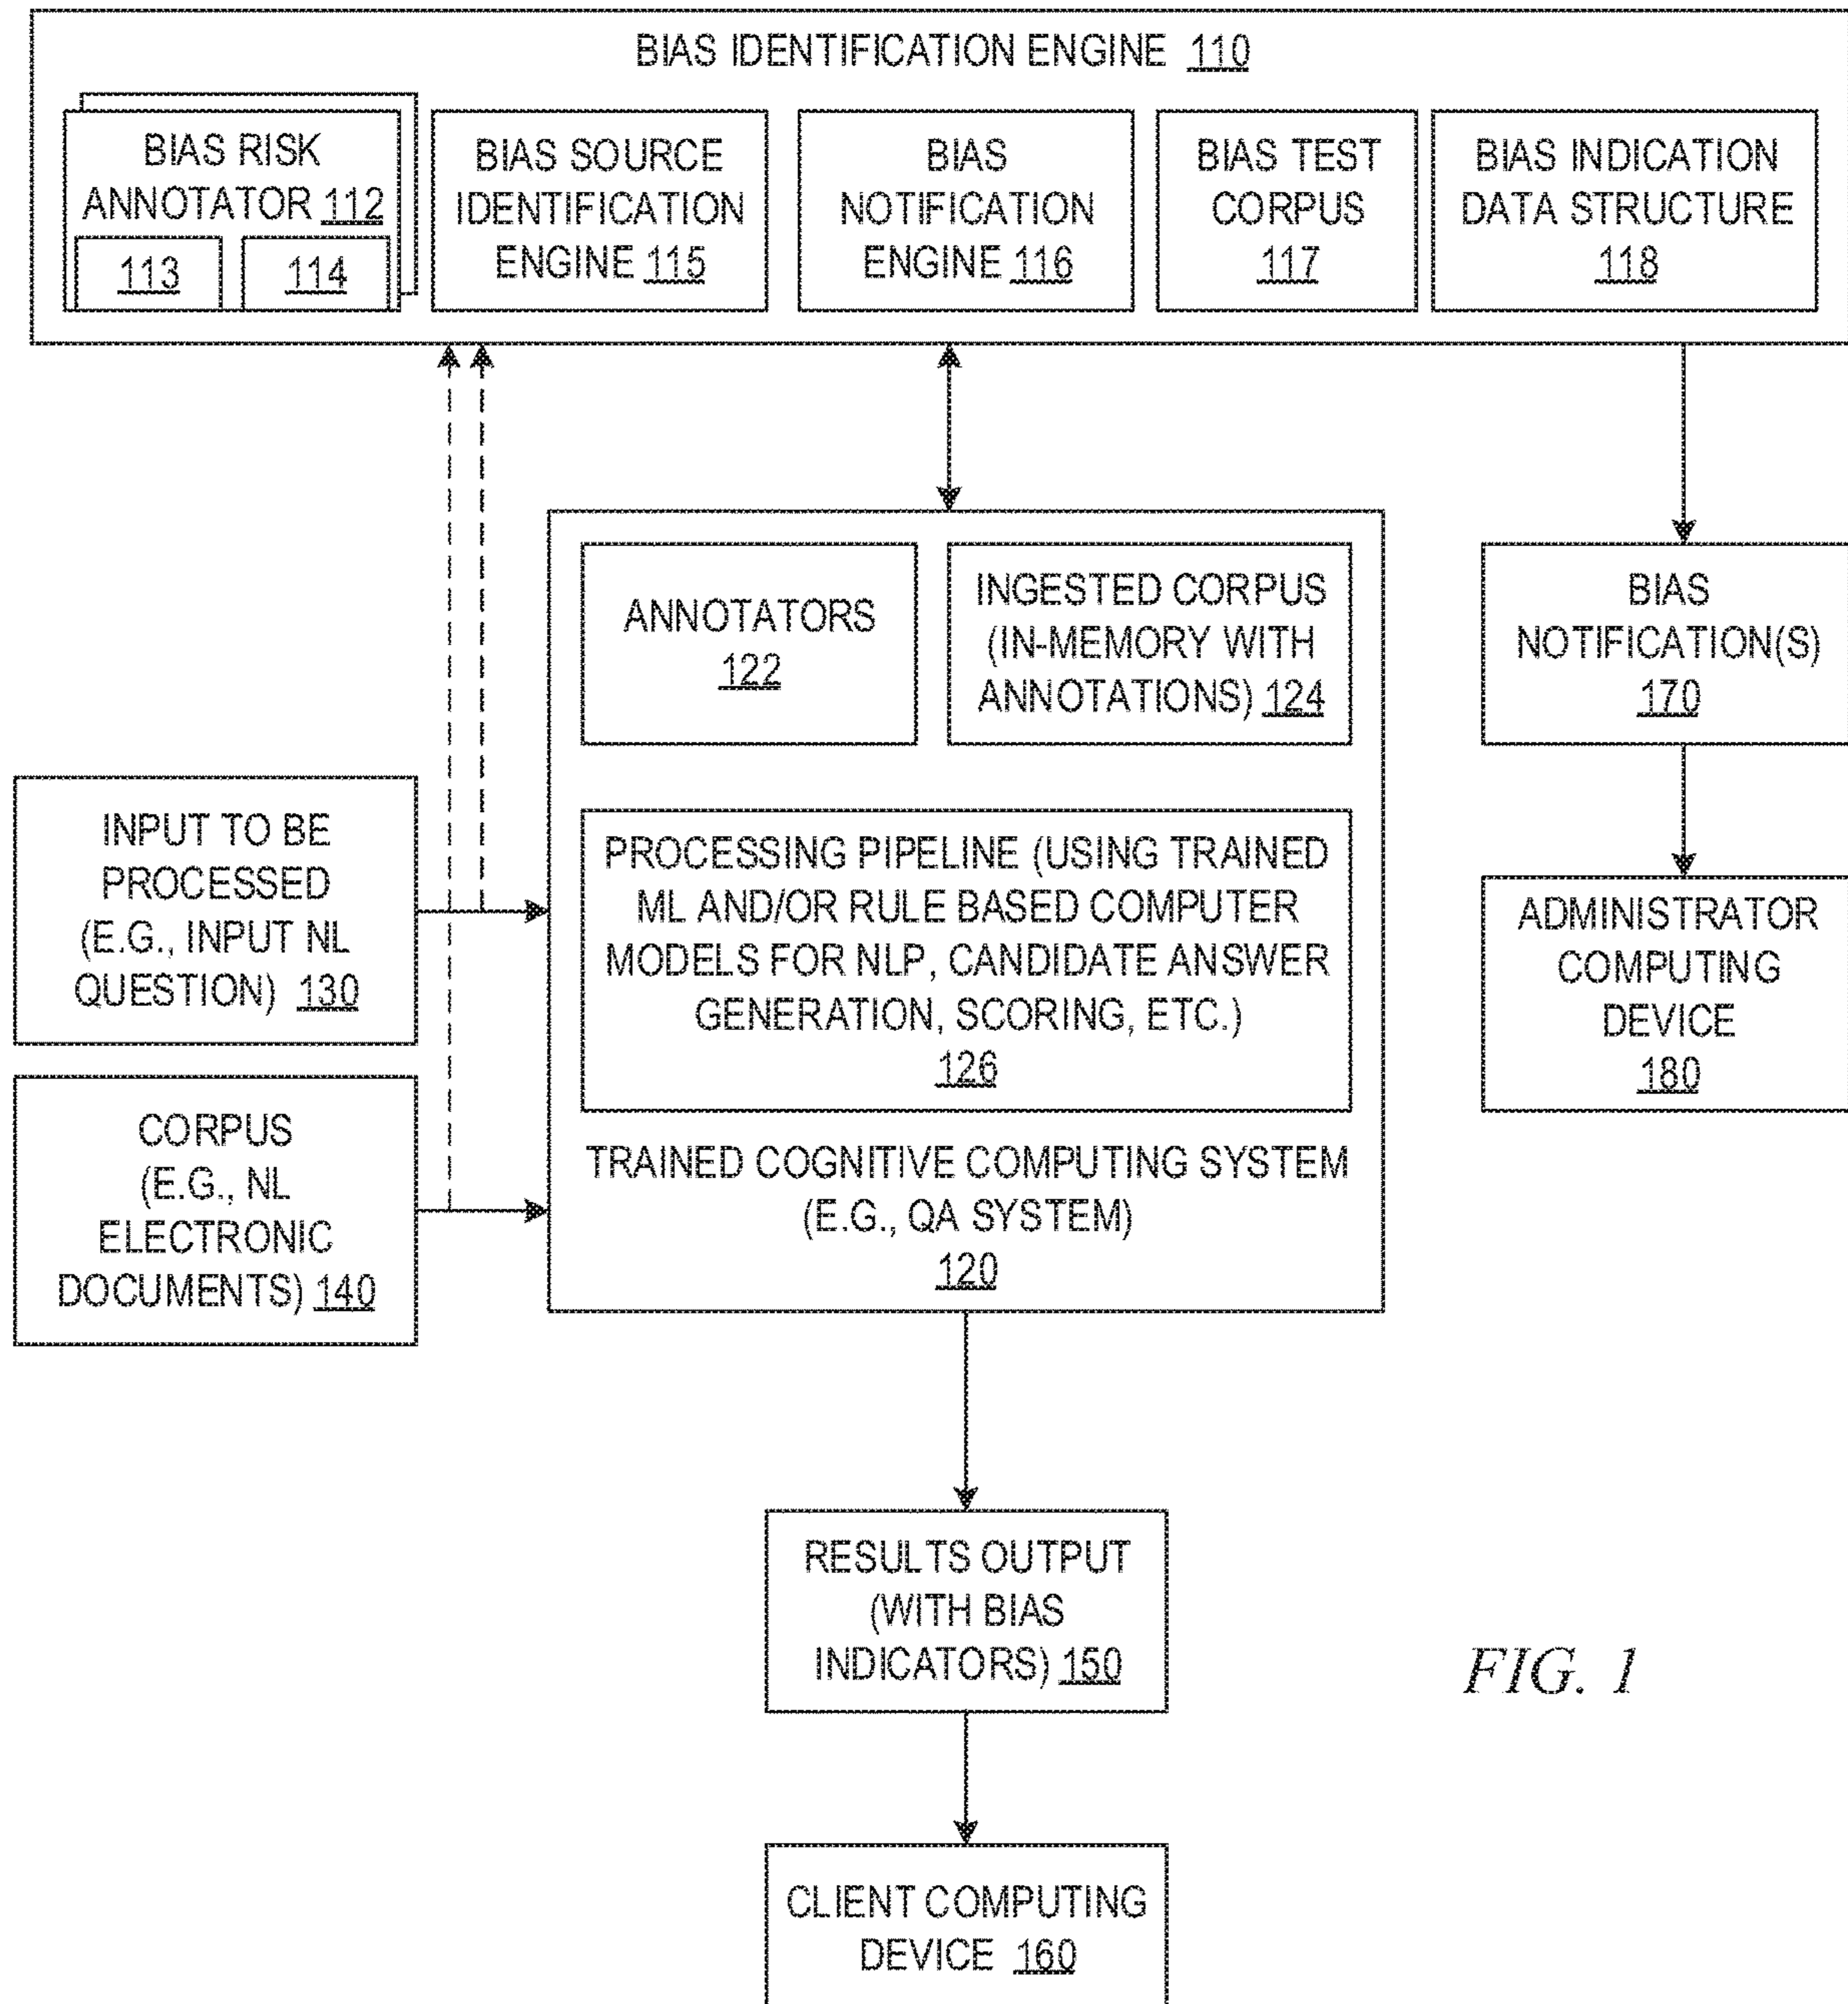 BIAS IDENTIFICATION ENGINE 110
BIAS RISK
ANNOTATOR 112
113
114
BIAS SOURCE
IDENTIFICATION
ENGINE 115
BIAS
NOTIFICATION
ENGINE 116
BIAS TEST
CORPUS
117
BIAS INDICATION
DATA STRUCTURE
118
ANNOTATORS
122
INGESTED CORPUS
(IN-MEMORY WITH
ANNOTATIONS) 124
BIAS
NOTIFICATION(S)
170
INPUT TO BE
PROCESSED
(E.G., INPUT NL
QUESTION) 130
PROCESSING PIPELINE (USING TRAINED
ML AND/OR RULE BASED COMPUTER
MODELS FOR NLP, CANDIDATE ANSWER
GENERATION, SCORING, ETC.)
126
ADMINISTRATOR
COMPUTING
DEVICE
180
CORPUS
(E.G., NL
ELECTRONIC
DOCUMENTS) 140
TRAINED COGNITIVE COMPUTING SYSTEM
(E.G., QA SYSTEM)
120
RESULTS OUTPUT
(WITH BIAS
INDICATORS) 150
FIG. 1
CLIENT COMPUTING
DEVICE 160